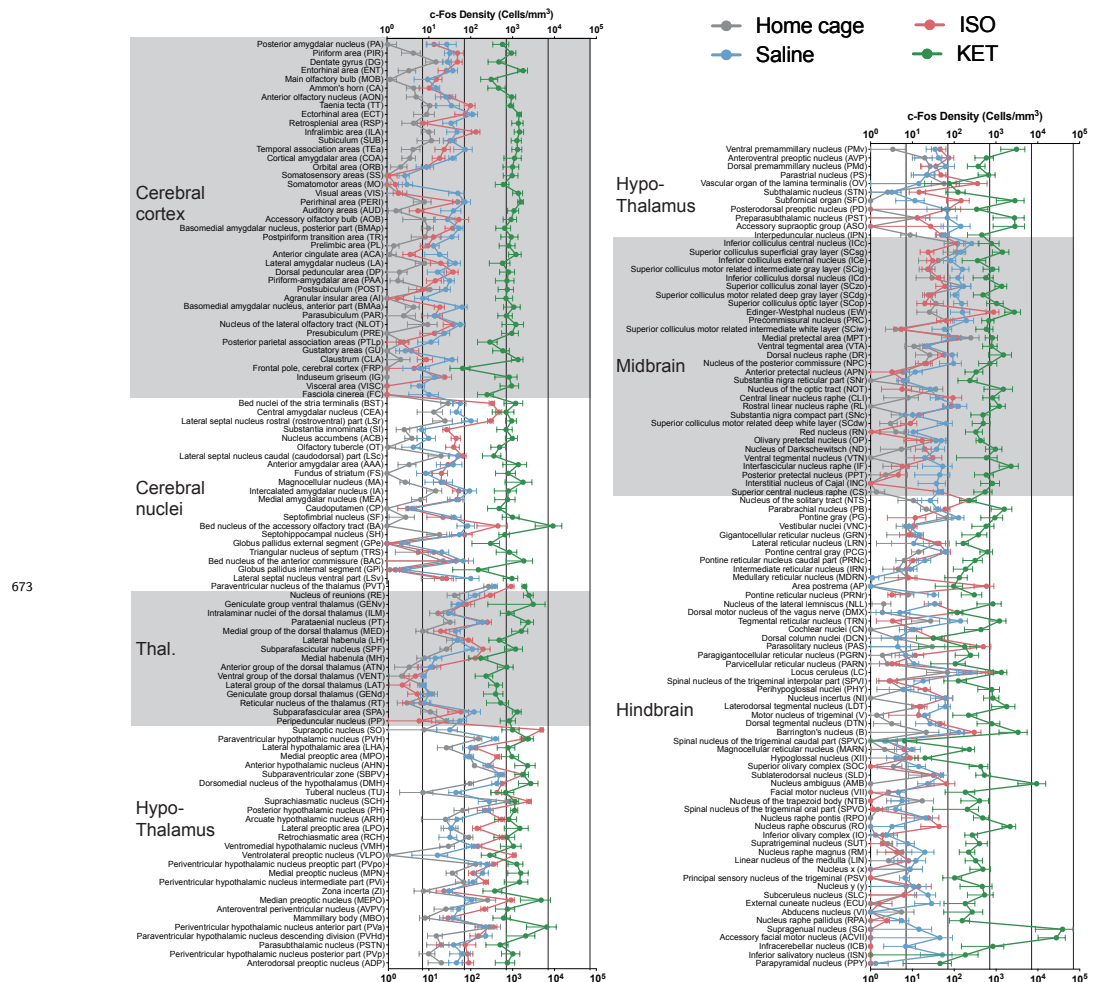 c-Fos Density (Cells/mm³)
10⁰ 10¹ 10² 10³ 10⁴ 10⁵
Home cage
Saline
ISO
KET
Cerebral
cortex
Posterior amygdalar nucleus (PA)
Piriform area (PIR)
Dentate gyrus (DG)
Entorhinal area (ENT)
Main olfactory bulb (MOB)
Ammon's horn (CA)
Anterior olfactory nucleus (AON)
Taenia tecta (TT)
Ectorhinal area (ECT)
Retrosplenial area (RSP)
Infralimbic area (ILA)
Subiculum (SUB)
Temporal association areas (TEa)
Cortical amygdalar area (COA)
Orbital area (ORB)
Somatosensory areas (SS)
Somatomotor areas (MO)
Visual areas (VIS)
Perirhinal area (PERI)
Auditory areas (AUD)
Accessory olfactory bulb (AOB)
Basomedial amygdalar nucleus, posterior part (BMAp)
Postpiriform transition area (TR)
Prelimbic area (PL)
Anterior cingulate area (ACA)
Lateral amygdalar nucleus (LA)
Dorsal peduncular area (DP)
Piriform-amygdalar area (PAA)
Postsubiculum (POST)
Agranular insular area (AI)
Basomedial amygdalar nucleus, anterior part (BMAa)
Parasubiculum (PAR)
Nucleus of the lateral olfactory tract (NLOT)
Presubiculum (PRE)
Posterior parietal association areas (PTLp)
Gustatory areas (GU)
Claustrum (CLA)
Frontal pole, cerebral cortex (FRP)
Induseum griseum (IG)
Visceral area (VISC)
Fasciola cinerea (FC)
Cerebral
nuclei
Bed nuclei of the stria terminalis (BST)
Central amygdalar nucleus (CEA)
Lateral septal nucleus rostral (rostroventral) part (LSr)
Substantia innominata (SI)
Nucleus accumbens (ACB)
Olfactory tubercle (OT)
Lateral septal nucleus caudal (caudodorsal) part (LSc)
Anterior amygdalar area (AAA)
Fundus of striatum (FS)
Magnocellular nucleus (MA)
Intercalated amygdalar nucleus (IA)
Medial amygdalar nucleus (MEA)
Caudoputamen (CP)
Septofimbrial nucleus (SF)
Bed nucleus of the accessory olfactory tract (BA)
Septohippocampal nucleus (SH)
Globus pallidus external segment (GPe)
Triangular nucleus of septum (TRS)
Bed nucleus of the anterior commissure (BAC)
Globus pallidus internal segment (GPi)
Lateral septal nucleus ventral part (LSv)
Paraventricular nucleus of the thalamus (PVT)
Thal.
Nucleus of reunions (RE)
Geniculate group ventral thalamus (GENv)
Intralaminar nuclei of the dorsal thalamus (ILM)
Parataenial nucleus (PT)
Medial group of the dorsal thalamus (MED)
Lateral habenula (LH)
Subparafascicular nucleus (SPF)
Medial habenula (MH)
Anterior group of the dorsal thalamus (ATN)
Ventral group of the dorsal thalamus (VENT)
Lateral group of the dorsal thalamus (LAT)
Geniculate group dorsal thalamus (GENd)
Reticular nucleus of the thalamus (RT)
Subparafascicular area (SPA)
Peripeduncular nucleus (PP)
Hypo-
Thalamus
Supraoptic nucleus (SO)
Paraventricular hypothalamic nucleus (PVH)
Lateral hypothalamic area (LHA)
Medial preoptic area (MPO)
Anterior hypothalamic nucleus (AHN)
Subparaventricular zone (SBPV)
Dorsomedial nucleus of the hypothalamus (DMH)
Tuberal nucleus (TU)
Suprachiasmatic nucleus (SCH)
Posterior hypothalamic nucleus (PH)
Arcuate hypothalamic nucleus (ARH)
Lateral preoptic area (LPO)
Retrochiasmatic area (RCH)
Ventromedial hypothalamic nucleus (VMH)
Ventrolateral preoptic nucleus (VLPO)
Periventricular hypothalamic nucleus preoptic part (PVpo)
Medial preoptic nucleus (MPN)
Periventricular hypothalamic nucleus intermediate part (PVi)
Zona incerta (ZI)
Median preoptic nucleus (MEPO)
Anteroventral periventricular nucleus (AVPV)
Mammillary body (MBO)
Periventricular hypothalamic nucleus anterior part (PVa)
Paraventricular hypothalamic nucleus descending division (PVHd)
Parasubthalamic nucleus (PSTN)
Periventricular hypothalamic nucleus posterior part (PVp)
Anterodorsal preoptic nucleus (ADP)
10⁰ 10¹ 10² 10³ 10⁴ 10⁵
673
c-Fos Density (Cells/mm³)
10⁰ 10¹ 10² 10³ 10⁴ 10⁵
Hypo-
Thalamus
Ventral premammillary nucleus (PMv)
Anteroventral preoptic nucleus (AVP)
Dorsal premammillary nucleus (PMd)
Parastrial nucleus (PS)
Vascular organ of the lamina terminalis (OV)
Subthalamic nucleus (STN)
Subfornical organ (SFO)
Posterodorsal preoptic nucleus (PD)
Preparasubthalamic nucleus (PST)
Accessory supraoptic group (ASO)
Interpeduncular nucleus (IPN)
Midbrain
Inferior colliculus central nucleus (ICc)
Superior colliculus superficial gray layer (SCsg)
Inferior colliculus external nucleus (ICe)
Superior colliculus motor related intermediate gray layer (SCig)
Inferior colliculus dorsal nucleus (ICd)
Superior colliculus zonal layer (SCzo)
Superior colliculus motor related deep gray layer (SCdg)
Superior colliculus optic layer (SCop)
Edinger-Westphal nucleus (EW)
Precommissural nucleus (PRC)
Superior colliculus motor related intermediate white layer (SCiw)
Medial pretectal area (MPT)
Ventral tegmental area (VTA)
Dorsal nucleus raphe (DR)
Nucleus of the posterior commissure (NPC)
Anterior pretectal nucleus (APN)
Substantia nigra reticular part (SNr)
Nucleus of the optic tract (NOT)
Central linear nucleus raphe (CLI)
Rostral linear nucleus raphe (RL)
Substantia nigra compact part (SNc)
Superior colliculus motor related deep white layer (SCdw)
Red nucleus (RN)
Olivary pretectal nucleus (OP)
Nucleus of Darkschewitsch (ND)
Ventral tegmental nucleus (VTN)
Interfascicular nucleus raphe (IF)
Posterior pretectal nucleus (PPT)
Interstitial nucleus of Cajal (INC)
Superior central nucleus raphe (CS)
Hindbrain
Nucleus of the solitary tract (NTS)
Parabrachial nucleus (PB)
Pontine gray (PG)
Vestibular nuclei (VNC)
Gigantocellular reticular nucleus (GRN)
Lateral reticular nucleus (LRN)
Pontine central gray (PCG)
Pontine reticular nucleus caudal part (PRNc)
Intermediate reticular nucleus (IRN)
Medullary reticular nucleus (MDRN)
Area postrema (AP)
Pontine reticular nucleus (PRNr)
Nucleus of the lateral lemniscus (NLL)
Dorsal motor nucleus of the vagus nerve (DMX)
Tegmental reticular nucleus (TRN)
Cochlear nuclei (CN)
Dorsal column nuclei (DCN)
Parasolitary nucleus (PAS)
Paragigantocellular reticular nucleus (PGRN)
Parvicellular reticular nucleus (PARN)
Locus ceruleus (LC)
Spinal nucleus of the trigeminal interpolar part (SPVI)
Perihypoglossal nuclei (PHY)
Nucleus incertus (NI)
Laterodorsal tegmental nucleus (LDT)
Motor nucleus of trigeminal (V)
Dorsal tegmental nucleus (DTN)
Barrington's nucleus (B)
Spinal nucleus of the trigeminal caudal part (SPVC)
Magnocellular reticular nucleus (MARN)
Hypoglossal nucleus (XII)
Superior olivary complex (SOC)
Sublaterodorsal nucleus (SLD)
Nucleus ambiguus (AMB)
Facial motor nucleus (VII)
Nucleus of the trapezoid body (NTB)
Spinal nucleus of the trigeminal oral part (SPVO)
Nucleus raphe pontis (RPO)
Nucleus raphe obscurus (RO)
Inferior olivary complex (IO)
Supratrigeminal nucleus (SUT)
Nucleus raphe magnus (RM)
Linear nucleus of the medulla (LIN)
Nucleus x (x)
Principal sensory nucleus of the trigeminal (PSV)
Nucleus y (y)
Subceruleus nucleus (SLC)
External cuneate nucleus (ECU)
Abducens nucleus (VI)
Nucleus raphe pallidus (RPA)
Supragenual nucleus (SG)
Accessory facial motor nucleus (ACVII)
Infracerebellar nucleus (ICB)
Inferior salivatory nucleus (ISN)
Parapyramidal nucleus (PPY)
10⁰ 10¹ 10² 10³ 10⁴ 10⁵